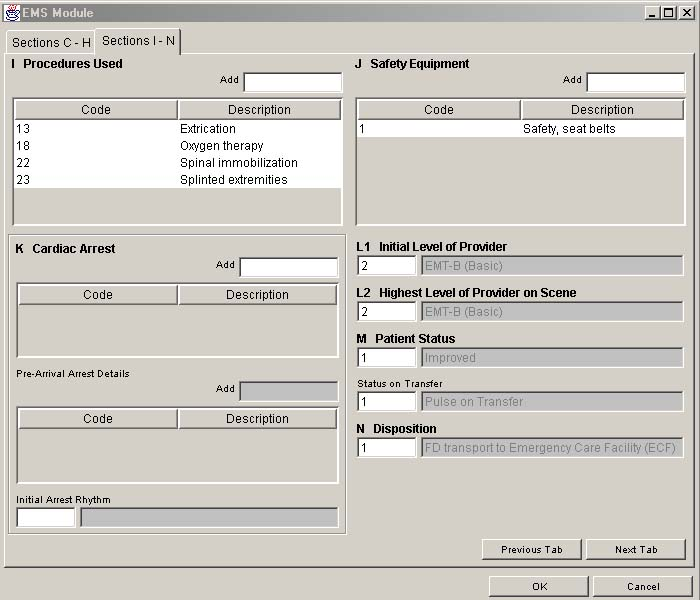 EMS Module
Sections C - H
Sections I - N
I Procedures Used
Add
Code Description
13 Extrication
18 Oxygen therapy
22 Spinal immobilization
23 Splinted extremities
J Safety Equipment
Add
Code Description
1 Safety, seat belts
K Cardiac Arrest
Add
Code Description
Pre-Arrival Arrest Details
Add
Code Description
Initial Arrest Rhythm
L1 Initial Level of Provider
2 EMT-B (Basic)
L2 Highest Level of Provider on Scene
2 EMT-B (Basic)
M Patient Status
1 Improved
Status on Transfer
1 Pulse on Transfer
N Disposition
1 FD transport to Emergency Care Facility (ECF)
Previous Tab Next Tab
OK Cancel